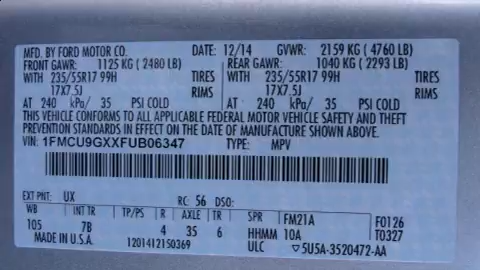 MFD. BY FORD MOTOR CO. DATE: 12/14 GVWR: 2159 KG ( 4760 LB)
FRONT GAWR: 1125 KG ( 2480 LB) REAR GAWR: 1040 KG ( 2293 LB)
WITH 235/55R17 99H TIRES WITH 235/55R17 99H TIRES
17X7.5J RIMS 17X7.5J RIMS
AT 240 kPa/ 35 PSI COLD AT 240 kPa/ 35 PSI COLD
THIS VEHICLE CONFORMS TO ALL APPLICABLE FEDERAL MOTOR VEHICLE SAFETY AND
THEFT PREVENTION STANDARDS IN EFFECT ON THE DATE OF MANUFACTURE SHOWN ABOVE.
VIN: 1FMCU9GXXFUB06347 TYPE: MPV
EXT PNT: UX RC: 56 DSO:
WB INT TR TP/PS R AXLE TR SPR FM21A F0126
105 7B 4 35 6 HHMM 10A T0327
MADE IN U.S.A. 1201412150369 ULC ▽5U5A-3520472-AA